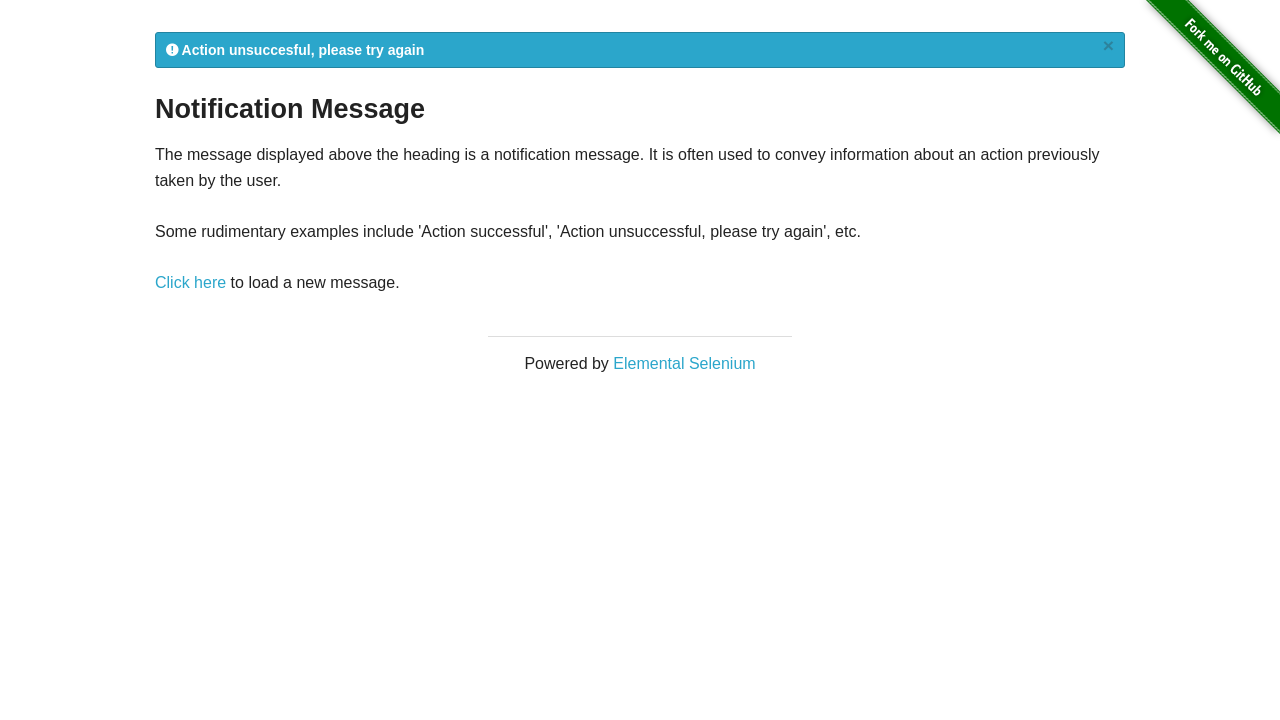 Action unsuccesful, please try again
×
Fork me on GitHub
Notification Message
The message displayed above the heading is a notification message. It is often used to convey information about an action previously
taken by the user.
Some rudimentary examples include 'Action successful', 'Action unsuccessful, please try again', etc.
Click here to load a new message.
Powered by Elemental Selenium